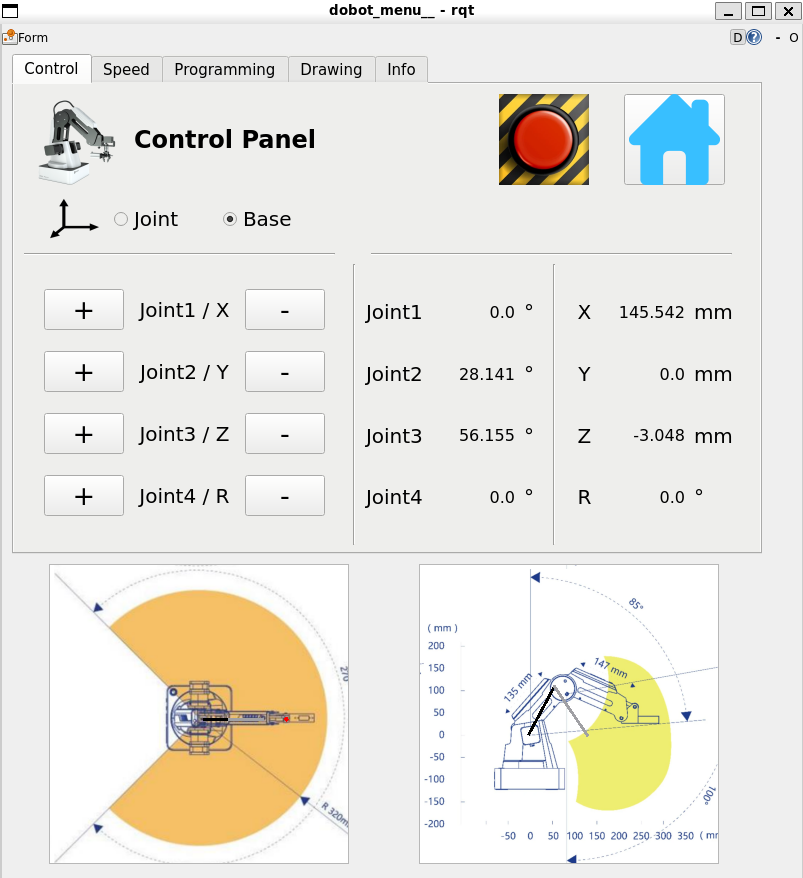 dobot_menu__ - rqt
Form
D
?
- O
Control Speed Programming Drawing Info
Control Panel
Joint Base
+ Joint1 / X - Joint1 0.0 ° X 145.542 mm
+ Joint2 / Y - Joint2 28.141 ° Y 0.0 mm
+ Joint3 / Z - Joint3 56.155 ° Z -3.048 mm
+ Joint4 / R - Joint4 0.0 ° R 0.0 °
R 320m
85°
( mm )
200
150
100
50
0
-50
-100
-150
-200
135 mm
147 mm
100°
-50 0 50 100 150 200 250 300 350 ( mm